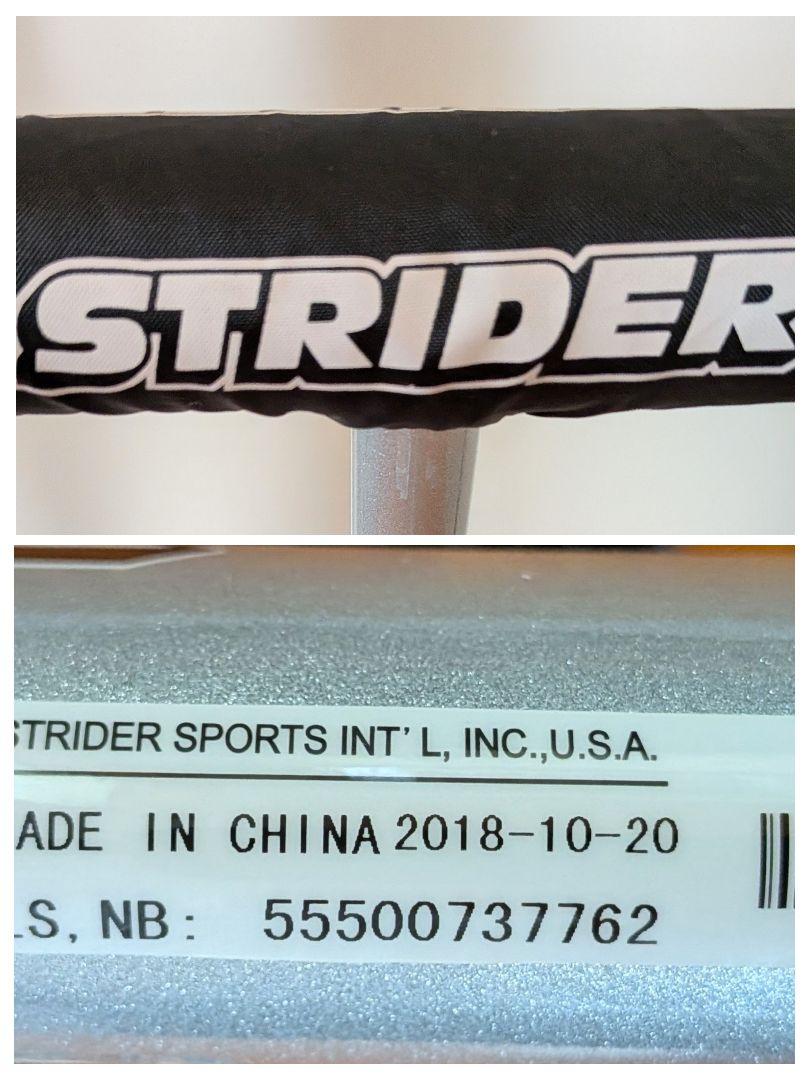 STRIDER
STRIDER SPORTS INT'L, INC.,U.S.A.
ADE IN CHINA 2018-10-20
LS, NB: 55500737762